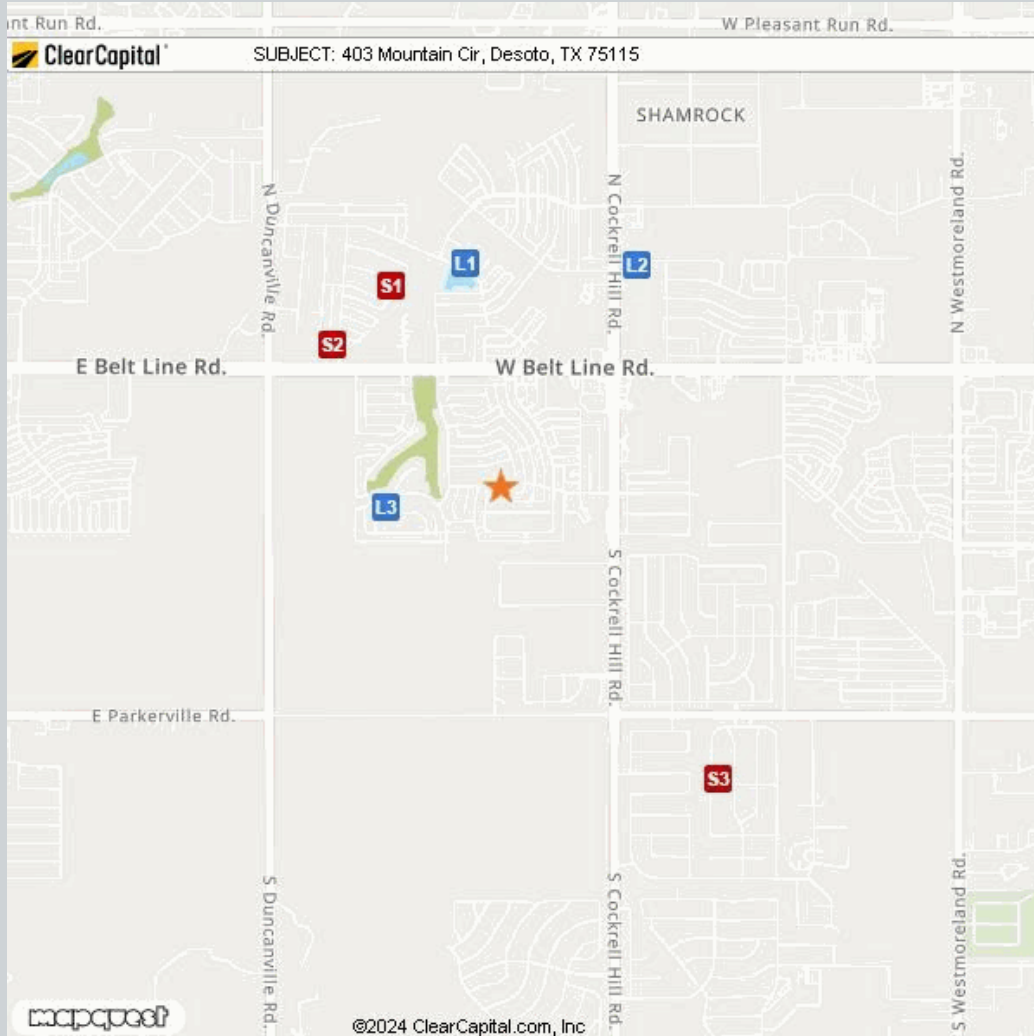 nt Run Rd.
W Pleasant Run Rd.
ClearCapital
SUBJECT: 403 Mountain Cir, Desoto, TX 75115
SHAMROCK
N Duncanville Rd.
N Cockrell Hill Rd.
N Westmoreland Rd.
L1
L2
S1
S2
E Belt Line Rd.
W Belt Line Rd.
L3
S Cockrell Hill Rd.
E Parkerville Rd.
S3
S Duncanville Rd.
S Cockrell Hill Rd.
S Westmoreland Rd.
mapquest
©2024 ClearCapital.com, Inc